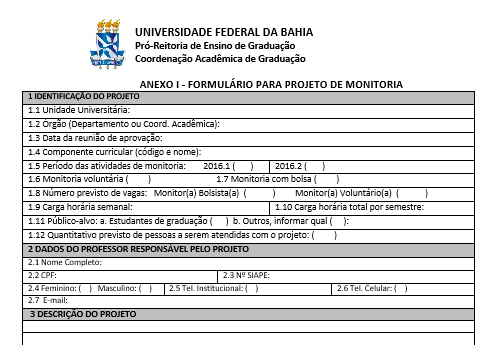 UNIVERSIDADE FEDERAL DA BAHIA
Pró-Reitoria de Ensino de Graduação
Coordenação Acadêmica de Graduação
ANEXO I - FORMULÁRIO PARA PROJETO DE MONITORIA
1 IDENTIFICAÇÃO DO PROJETO
1.1 Unidade Universitária:
1.2 Órgão (Departamento ou Coord. Acadêmica):
1.3 Data da reunião de aprovação:
1.4 Componente curricular (código e nome):
1.5 Período das atividades de monitoria: 2016.1 ( ) 2016.2 ( )
1.6 Monitoria voluntária ( ) 1.7 Monitoria com bolsa ( )
1.8 Número previsto de vagas: Monitor(a) Bolsista(a) ( ) Monitor(a) Voluntário(a) ( )
1.9 Carga horária semanal: 1.10 Carga horária total por semestre:
1.11 Público-alvo: a. Estudantes de graduação ( ) b. Outros, informar qual ( ):
1.12 Quantitativo previsto de pessoas a serem atendidas com o projeto: ( )
2 DADOS DO PROFESSOR RESPONSÁVEL PELO PROJETO
2.1 Nome Completo:
2.2 CPF: 2.3 Nº SIAPE:
2.4 Feminino: ( ) Masculino: ( ) 2.5 Tel. Institucional: ( ) 2.6 Tel. Celular: ( )
2.7 E-mail:
3 DESCRIÇÃO DO PROJETO